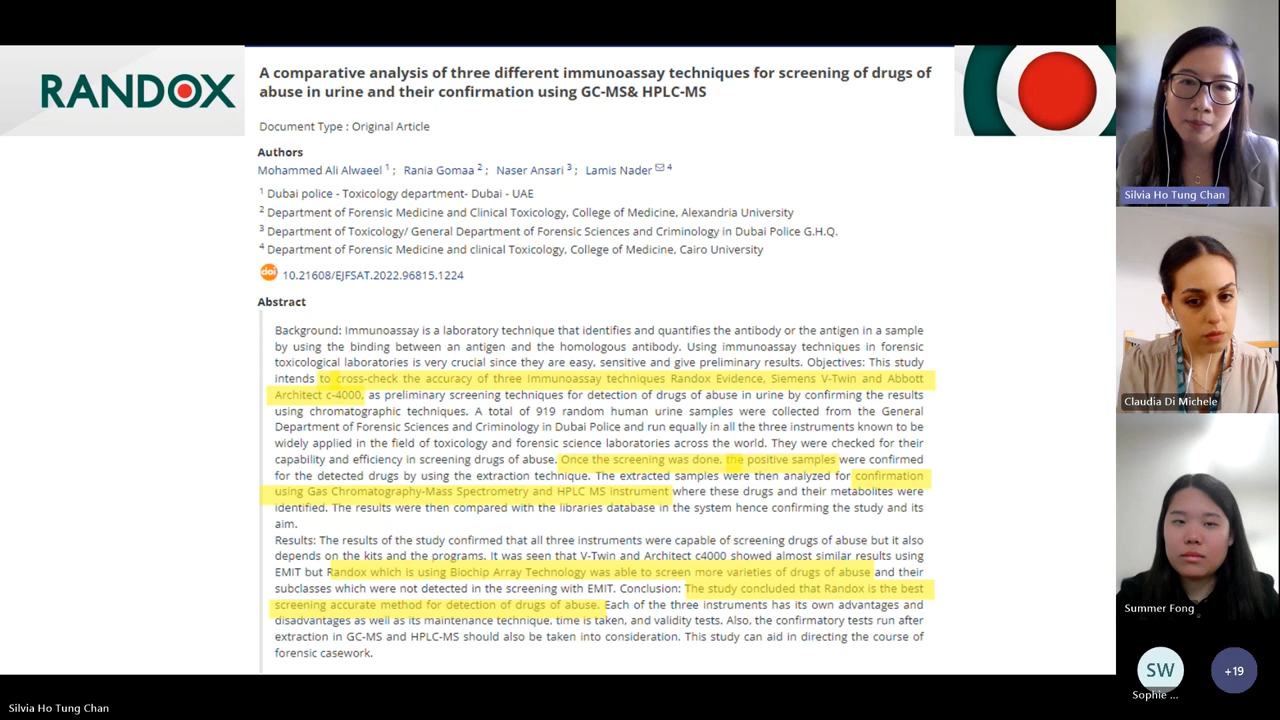 RANDOX
A comparative analysis of three different immunoassay techniques for screening of drugs of
abuse in urine and their confirmation using GC-MS& HPLC-MS
Document Type : Original Article
Authors
Mohammed Ali Alwaeel 1 ; Rania Gomaa 2 ; Naser Ansari 3 ; Lamis Nader 4
1 Dubai police - Toxicology department- Dubai - UAE
2 Department of Forensic Medicine and Clinical Toxicology, College of Medicine, Alexandria University
3 Department of Toxicology/ General Department of Forensic Sciences and Criminology in Dubai Police G.H.Q.
4 Department of Forensic Medicine and clinical Toxicology, College of Medicine, Cairo University
doi 10.21608/EJFSAT.2022.96815.1224
Abstract
Background: Immunoassay is a laboratory technique that identifies and quantifies the antibody or the antigen in a sample
by using the binding between an antigen and the homologous antibody. Using immunoassay techniques in forensic
toxicological laboratories is very crucial since they are easy, sensitive and give preliminary results. Objectives: This study
intends to cross-check the accuracy of three Immunoassay techniques Randox Evidence, Siemens V-Twin and Abbott
Architect c-4000, as preliminary screening techniques for detection of drugs of abuse in urine by confirming the results
using chromatographic techniques. A total of 919 random human urine samples were collected from the General
Department of Forensic Sciences and Criminology in Dubai Police and run equally in all the three instruments known to be
widely applied in the field of toxicology and forensic science laboratories across the world. They were checked for their
capability and efficiency in screening drugs of abuse. Once the screening was done, the positive samples were confirmed
for the detected drugs by using the extraction technique. The extracted samples were then analyzed for confirmation
using Gas Chromatography-Mass Spectrometry and HPLC MS instrument where these drugs and their metabolites were
identified. The results were then compared with the libraries database in the system hence confirming the study and its
aim.
Results: The results of the study confirmed that all three instruments were capable of screening drugs of abuse but it also
depends on the kits and the programs. It was seen that V-Twin and Architect c4000 showed almost similar results using
EMIT but Randox which is using Biochip Array Technology was able to screen more varieties of drugs of abuse and their
subclasses which were not detected in the screening with EMIT. Conclusion: The study concluded that Randox is the best
screening accurate method for detection of drugs of abuse. Each of the three instruments has its own advantages and
disadvantages as well as its maintenance technique, time is taken, and validity tests. Also, the confirmatory tests run after
extraction in GC-MS and HPLC-MS should also be taken into consideration. This study can aid in directing the course of
forensic casework.
Silvia Ho Tung Chan
Claudia Di Michele
Summer Fong
SW
+19
Sophie ...
Silvia Ho Tung Chan